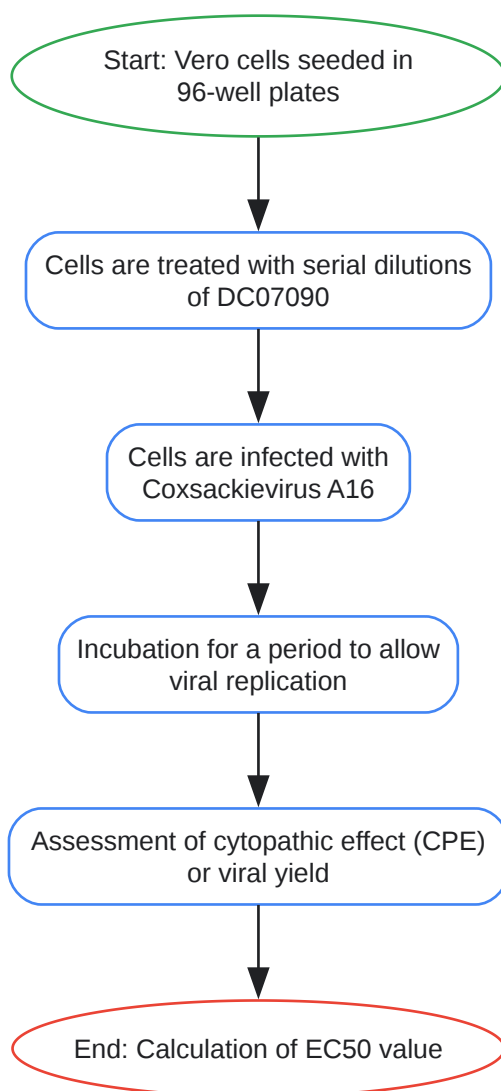 Start: Vero cells seeded in
96-well plates
Cells are treated with serial dilutions
of DC07090
Cells are infected with
Coxsackievirus A16
Incubation for a period to allow
viral replication
Assessment of cytopathic effect (CPE)
or viral yield
End: Calculation of EC50 value